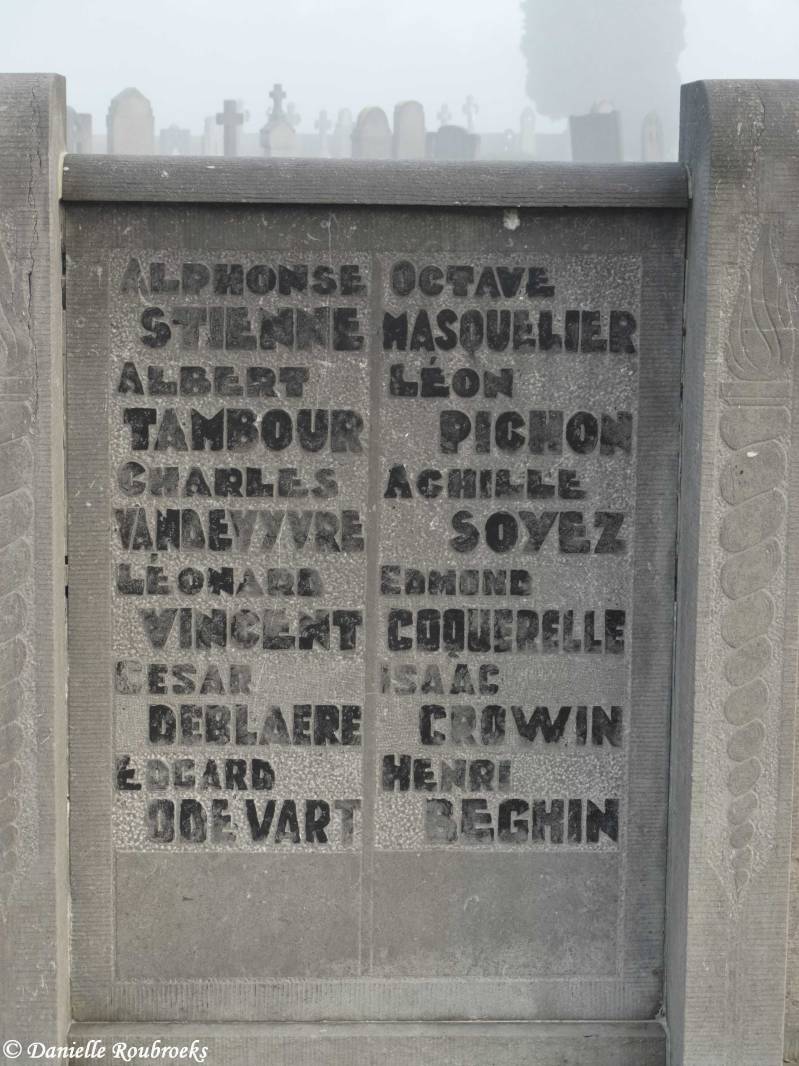 ALPHONSE
STIENNE
ALBERT
TAMBOUR
CHARLES
VANDEVYVRE
LÉONARD
VINCENT
CESAR
DEBLAERE
EDGARD
ODEVART
OCTAVE
MASQUELIER
LÉON
PICHON
ACHILLE
SOYEZ
EDMOND
COQUERELLE
ISAAC
CROWIN
HENRI
BEGHIN
© Danielle Roubroeks